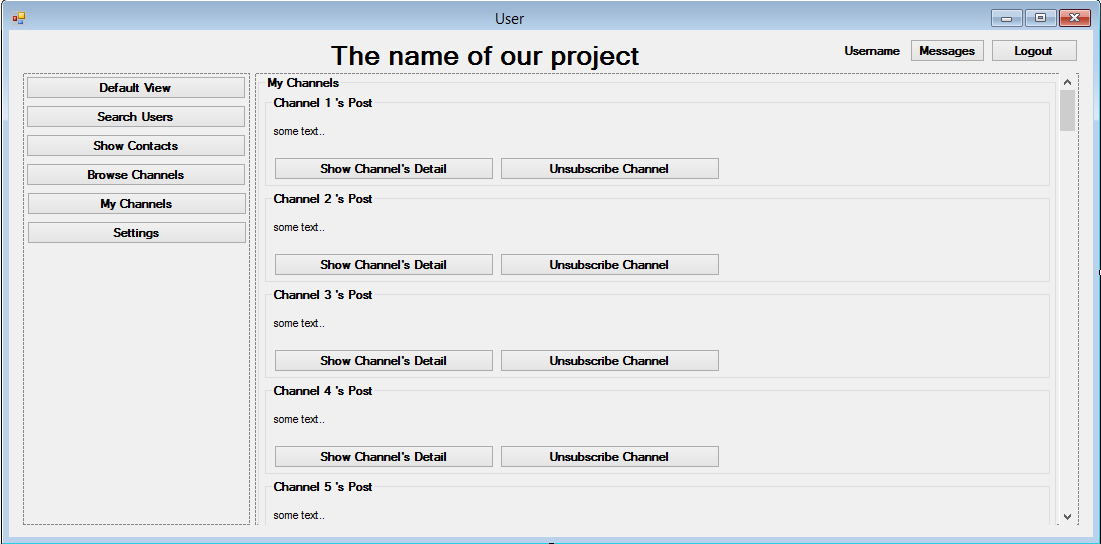 User
The name of our project
Username Messages Logout
Default View
Search Users
Show Contacts
Browse Channels
My Channels
Settings
My Channels
Channel 1 's Post
some text..
Show Channel's Detail Unsubscribe Channel
Channel 2 's Post
some text..
Show Channel's Detail Unsubscribe Channel
Channel 3 's Post
some text..
Show Channel's Detail Unsubscribe Channel
Channel 4 's Post
some text..
Show Channel's Detail Unsubscribe Channel
Channel 5 's Post
some text..